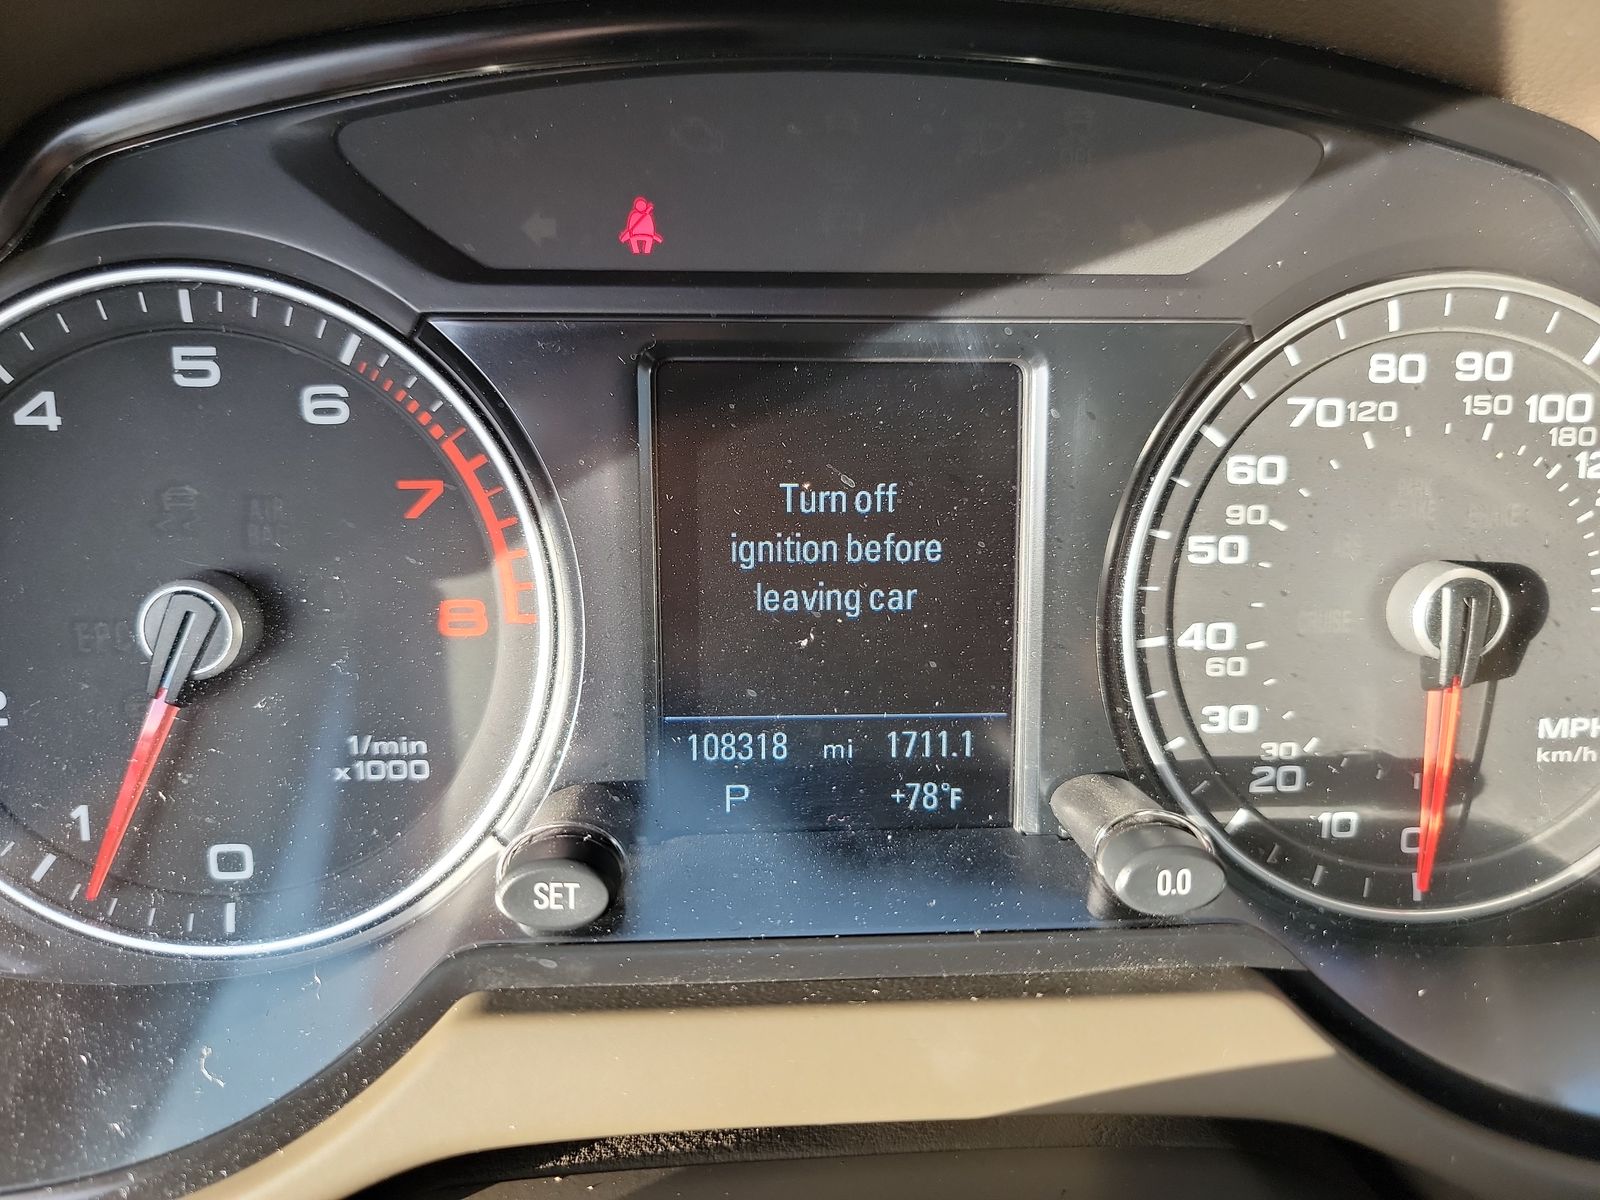 5
4
6
7
8
1/min
x1000
1
0
Turn off
ignition before
leaving car
108318 mi 1711.1
P +78°F
SET
0.0
80 90
70 120 150 100
180
60
90
50
40
60
30
30
20
10
0
MPH
km/h
CRUISE